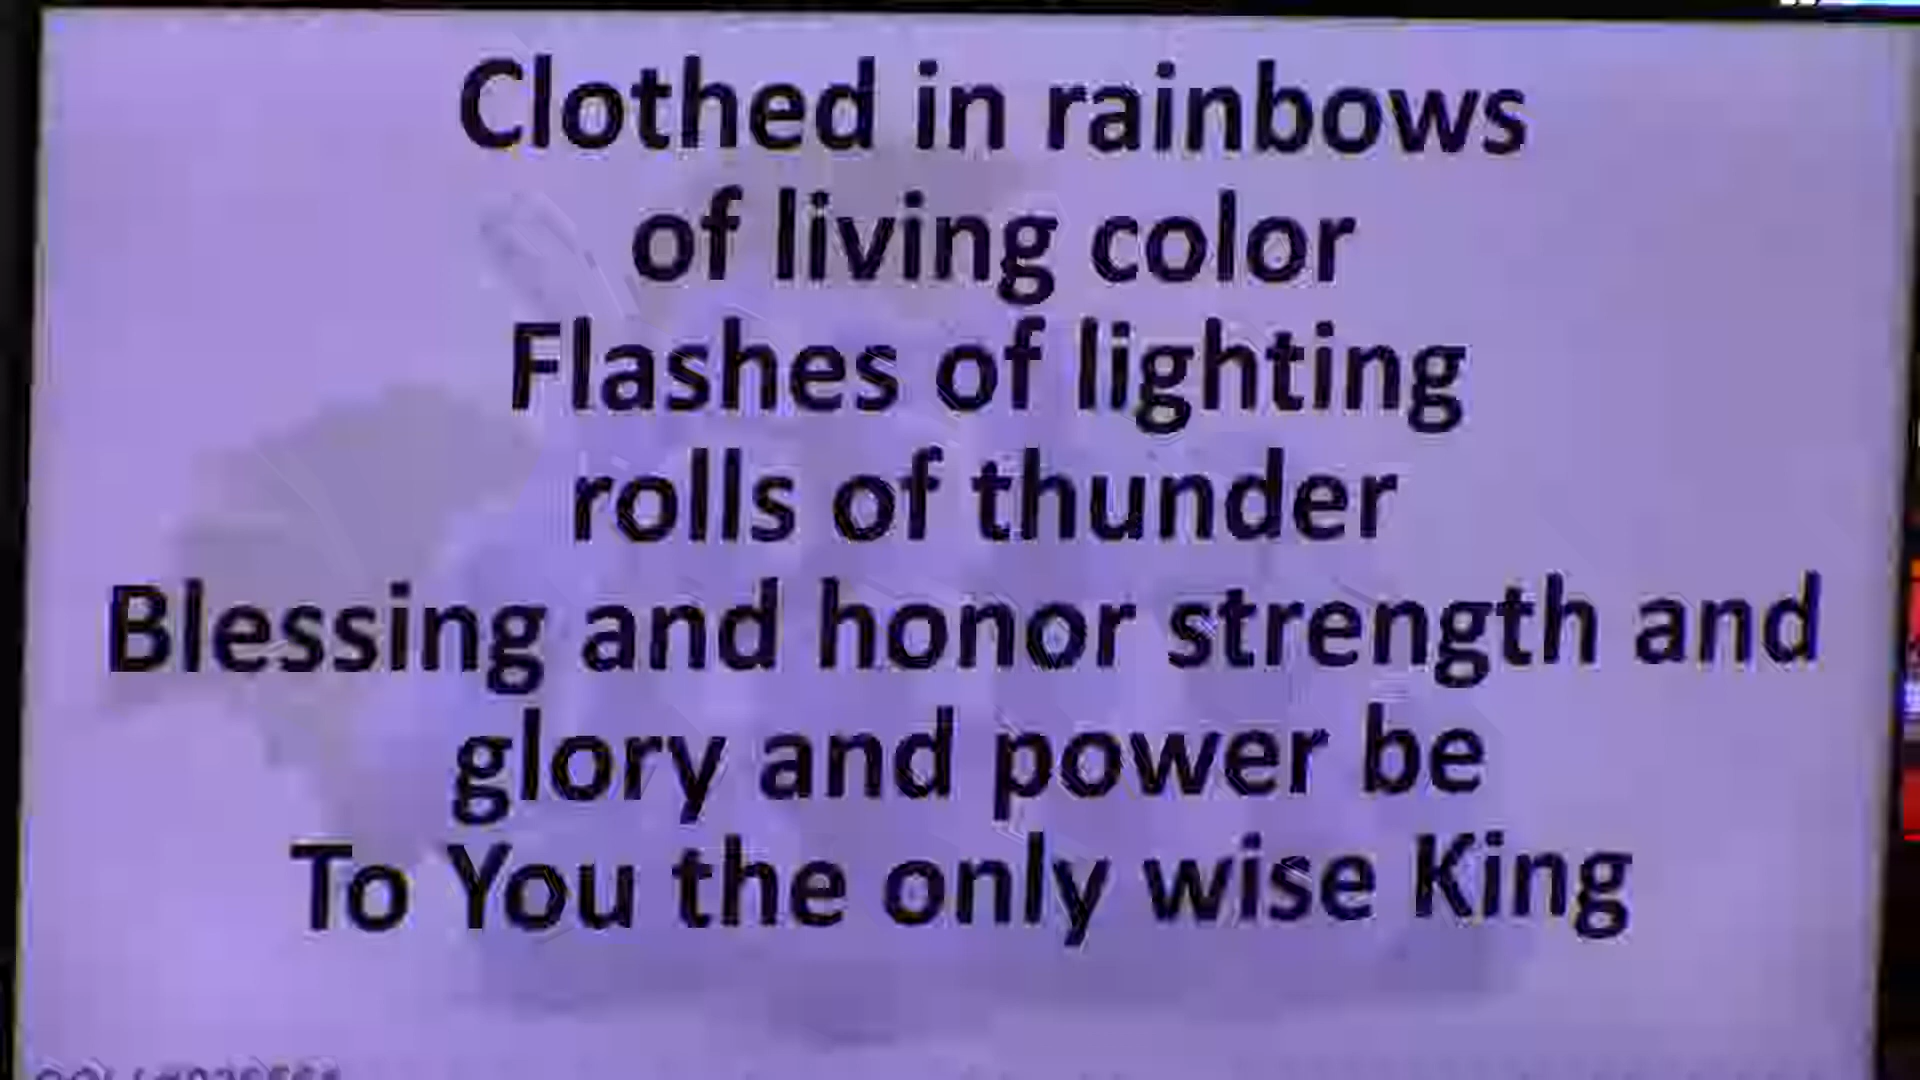 Clothed in rainbows
of living color
Flashes of lighting
rolls of thunder
Blessing and honor strength and
glory and power be
To You the only wise King